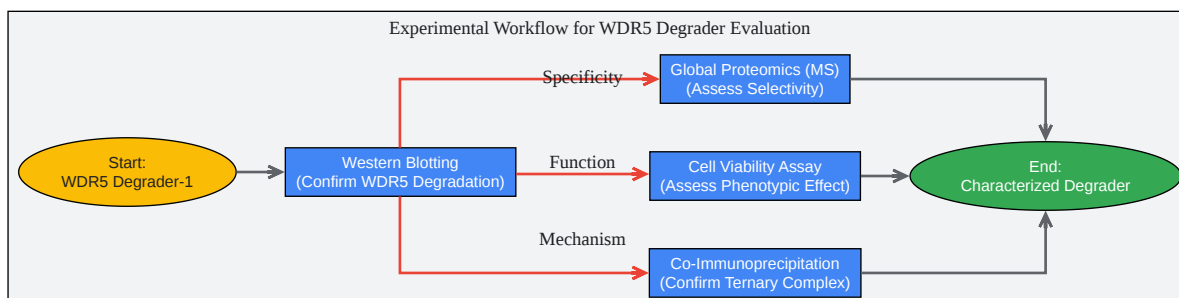 Experimental Workflow for WDR5 Degrader Evaluation
Specificity
Global Proteomics (MS)
(Assess Selectivity)
Start:
WDR5 Degrader-1
Western Blotting
(Confirm WDR5 Degradation)
Function
Cell Viability Assay
(Assess Phenotypic Effect)
End:
Characterized Degrader
Mechanism
Co-Immunoprecipitation
(Confirm Ternary Complex)